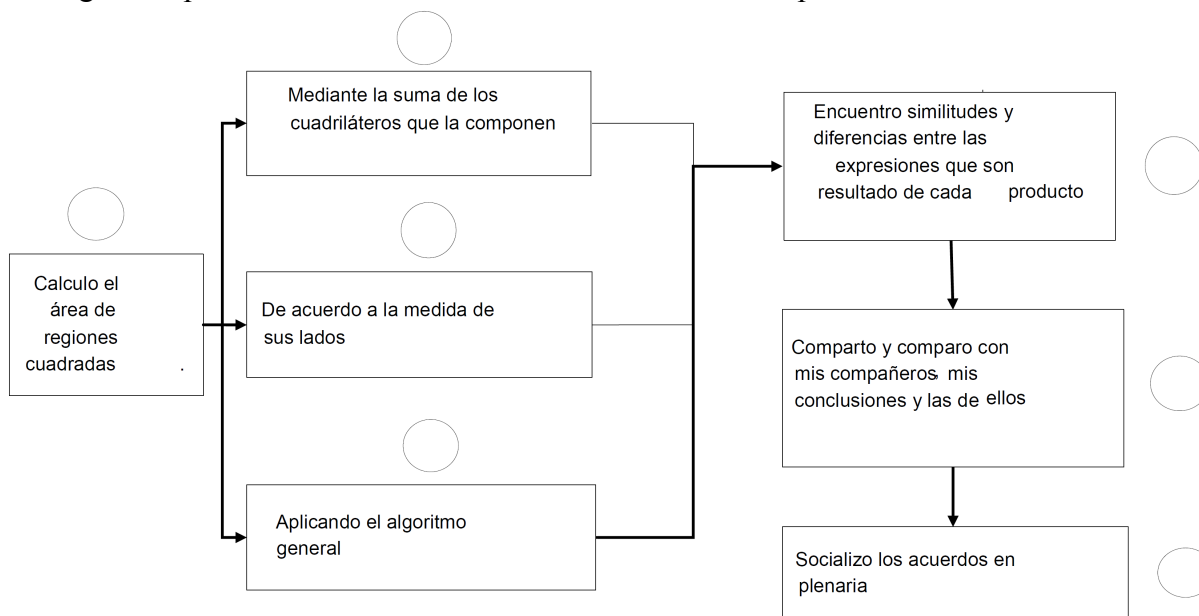 Mediante la suma de los
cuadriláteros que la componen
Encuentro similitudes y
diferencias entre las
expresiones que son
resultado de cada producto
Calculo el
área de
regiones
cuadradas .
De acuerdo a la medida de
sus lados
Comparto y comparo con
mis compañeros, mis
conclusiones y las de ellos
Aplicando el algoritmo
general
Socializo los acuerdos en
plenaria